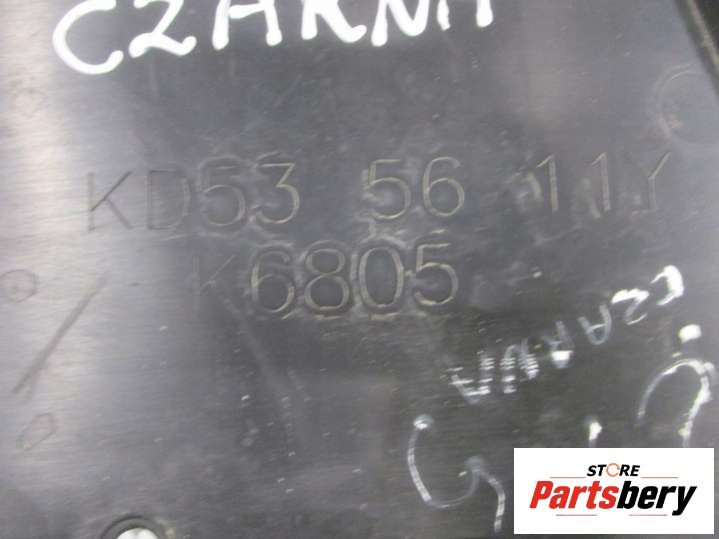 CZARNA
KD53 56 11Y
K6805
CZARNA
STORE
Partsbery